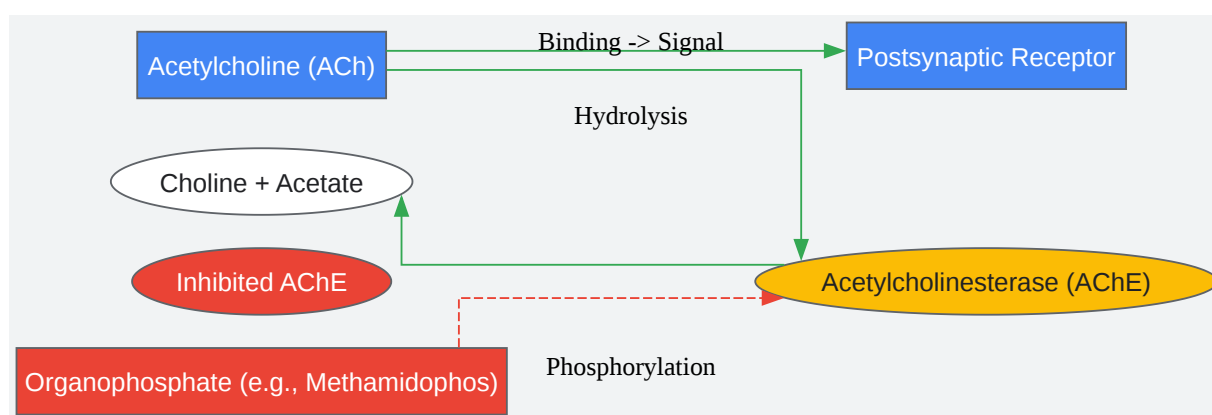 Binding -> Signal
Acetylcholine (ACh)
Postsynaptic Receptor
Hydrolysis
Choline + Acetate
Inhibited AChE
Acetylcholinesterase (AChE)
Phosphorylation
Organophosphate (e.g., Methamidophos)